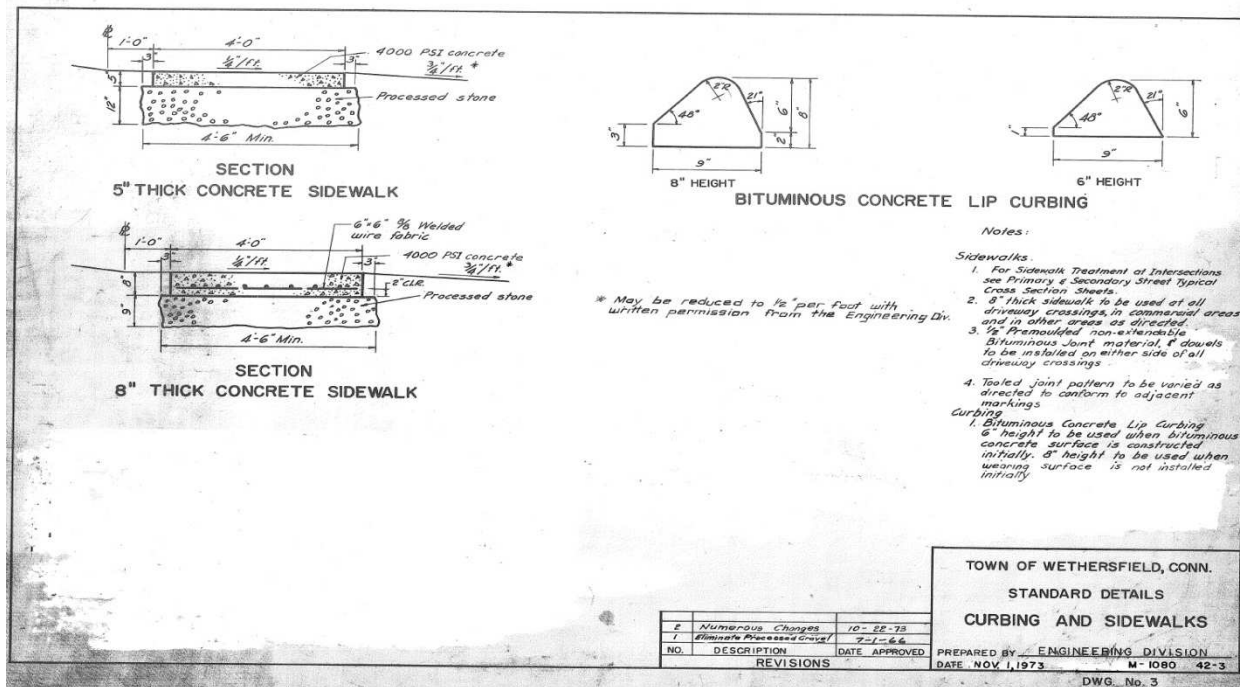 ℄
1'-0"
4'-0"
3"
1/4"/ft.
3"
4000 PSI concrete
3/4"/ft. *
5"
12"
Processed stone
4'-6" Min.
SECTION
5" THICK CONCRETE SIDEWALK
℄
1'-0"
4'-0"
3"
1/4"/ft.
6"×6" Welded
wire fabric
4000 PSI concrete
3"
3/4"/ft. *
8"
9"
2" CLR.
Processed stone
4'-6" Min.
SECTION
8" THICK CONCRETE SIDEWALK
2"R
21°
48°
3"
6"
8"
2"
9"
8" HEIGHT
2"R
21°
48°
1"
6"
9"
6" HEIGHT
BITUMINOUS CONCRETE LIP CURBING
* May be reduced to 1/2" per foot with
written permission from the Engineering Div.
Notes:
Sidewalks.
1. For Sidewalk Treatment at Intersections
see Primary & Secondary Street Typical
Cross Section Sheets.
2. 8" thick sidewalk to be used at all
driveway crossings, in commercial areas
and in other areas as directed.
3. 1/2" Premoulded non-extendable
Bituminous Joint material, & dowels
to be installed on either side of all
driveway crossings
4. Tooled joint pattern to be varied as
directed to conform to adjacent
markings
Curbing
1. Bituminous Concrete Lip Curbing
6" height to be used when bituminous
concrete surface is constructed
initially. 8" height to be used when
wearing surface is not installed
initially
2 Numerous Changes 10-22-73
1 Eliminate Processed Gravel 7-1-66
NO. DESCRIPTION DATE APPROVED
REVISIONS
TOWN OF WETHERSFIELD, CONN.
STANDARD DETAILS
CURBING AND SIDEWALKS
PREPARED BY ENGINEERING DIVISION
DATE NOV. 1, 1973 M-1080 42-3
DWG. No. 3